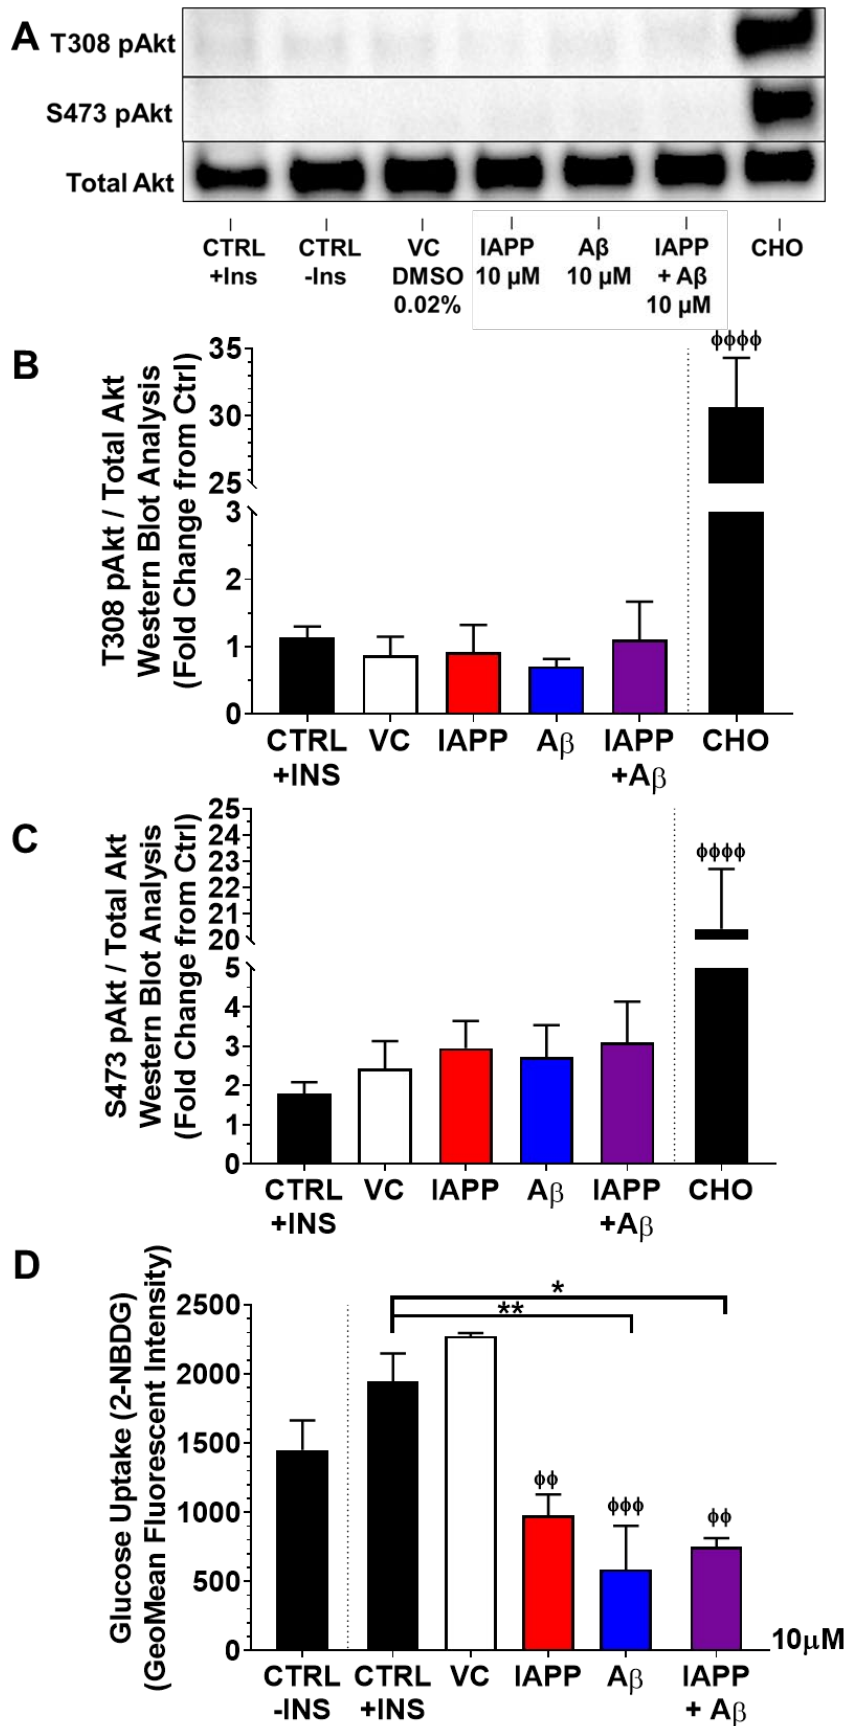 A
T308 pAkt
S473 pAkt
Total Akt
CTRL +Ins
CTRL -Ins
VC DMSO 0.02%
IAPP 10 µM
Aβ 10 µM
IAPP + Aβ 10 µM
CHO
B
T308 pAkt / Total Akt
Western Blot Analysis
(Fold Change from Ctrl)
35
30
25
3
2
1
0
ϕϕϕϕ
CTRL +INS
VC
IAPP
Aβ
IAPP +Aβ
CHO
C
S473 pAkt / Total Akt
Western Blot Analysis
(Fold Change from Ctrl)
25
24
23
22
21
20
5
4
3
2
1
0
ϕϕϕϕ
CTRL +INS
VC
IAPP
Aβ
IAPP +Aβ
CHO
D
Glucose Uptake (2-NBDG)
(GeoMean Fluorescent Intensity)
2500
2000
1500
1000
500
0
*
**
ϕϕ
ϕϕϕ
ϕϕ
10µM
CTRL -INS
CTRL +INS
VC
IAPP
Aβ
IAPP + Aβ